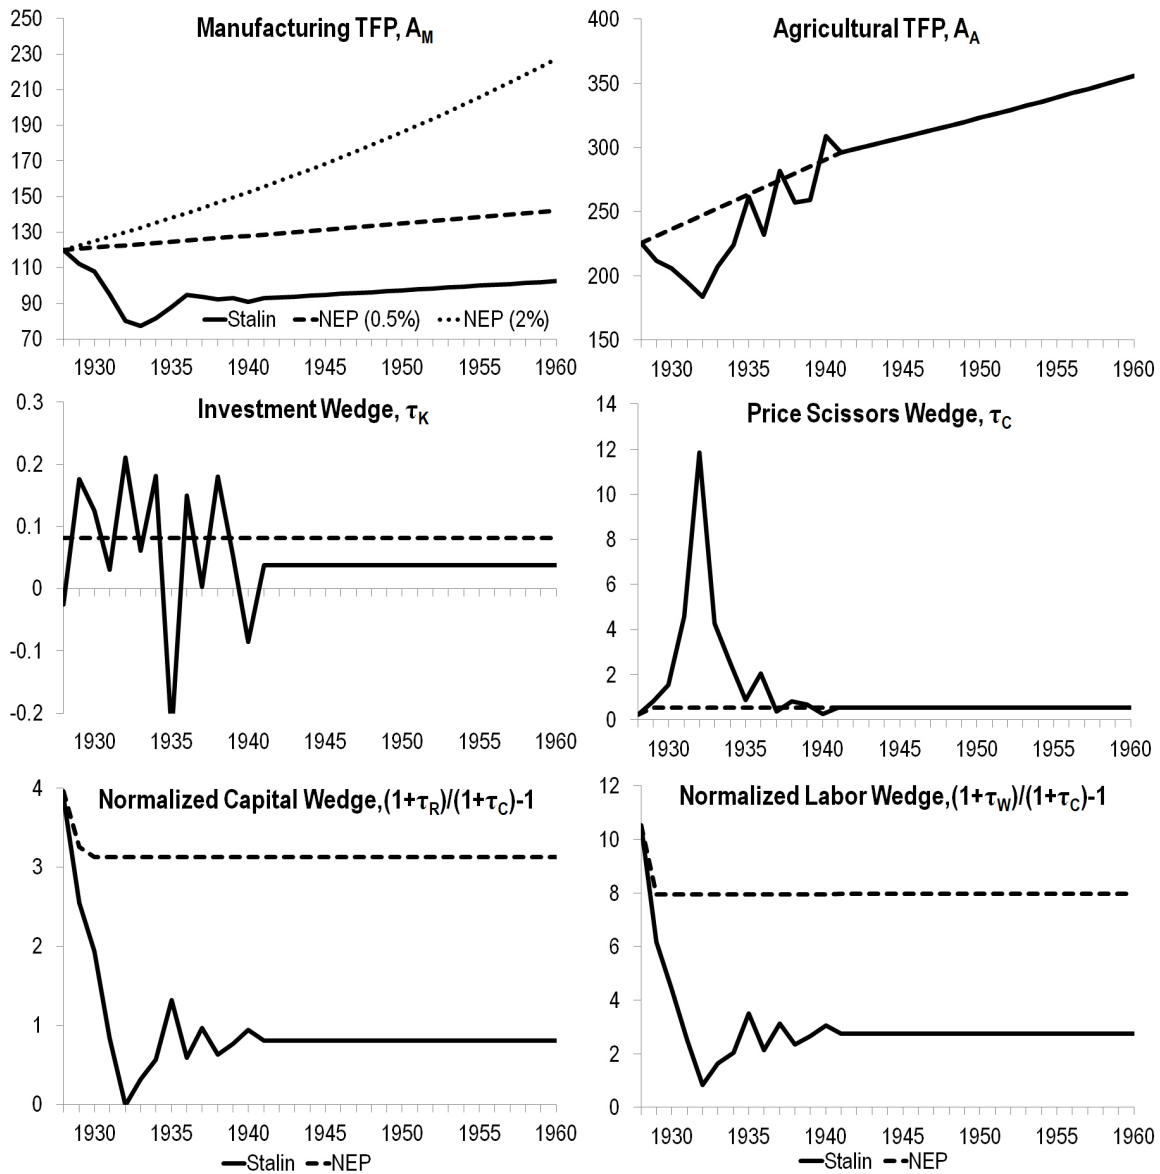 Manufacturing TFP, A_M
250
230
210
190
170
150
130
110
90
70
Stalin NEP (0.5%) NEP (2%)
1930 1935 1940 1945 1950 1955 1960
Agricultural TFP, A_A
400
350
300
250
200
150
1930 1935 1940 1945 1950 1955 1960
Investment Wedge, τ_K
0.3
0.2
0.1
0
-0.1
-0.2
1930 1935 1940 1945 1950 1955 1960
Price Scissors Wedge, τ_C
14
12
10
8
6
4
2
0
1930 1935 1940 1945 1950 1955 1960
Normalized Capital Wedge,(1+τ_R)/(1+τ_C)-1
4
3
2
1
0
1930 1935 1940 1945 1950 1955 1960
Stalin NEP
Normalized Labor Wedge,(1+τ_W)/(1+τ_C)-1
12
10
8
6
4
2
0
1930 1935 1940 1945 1950 1955 1960
Stalin NEP